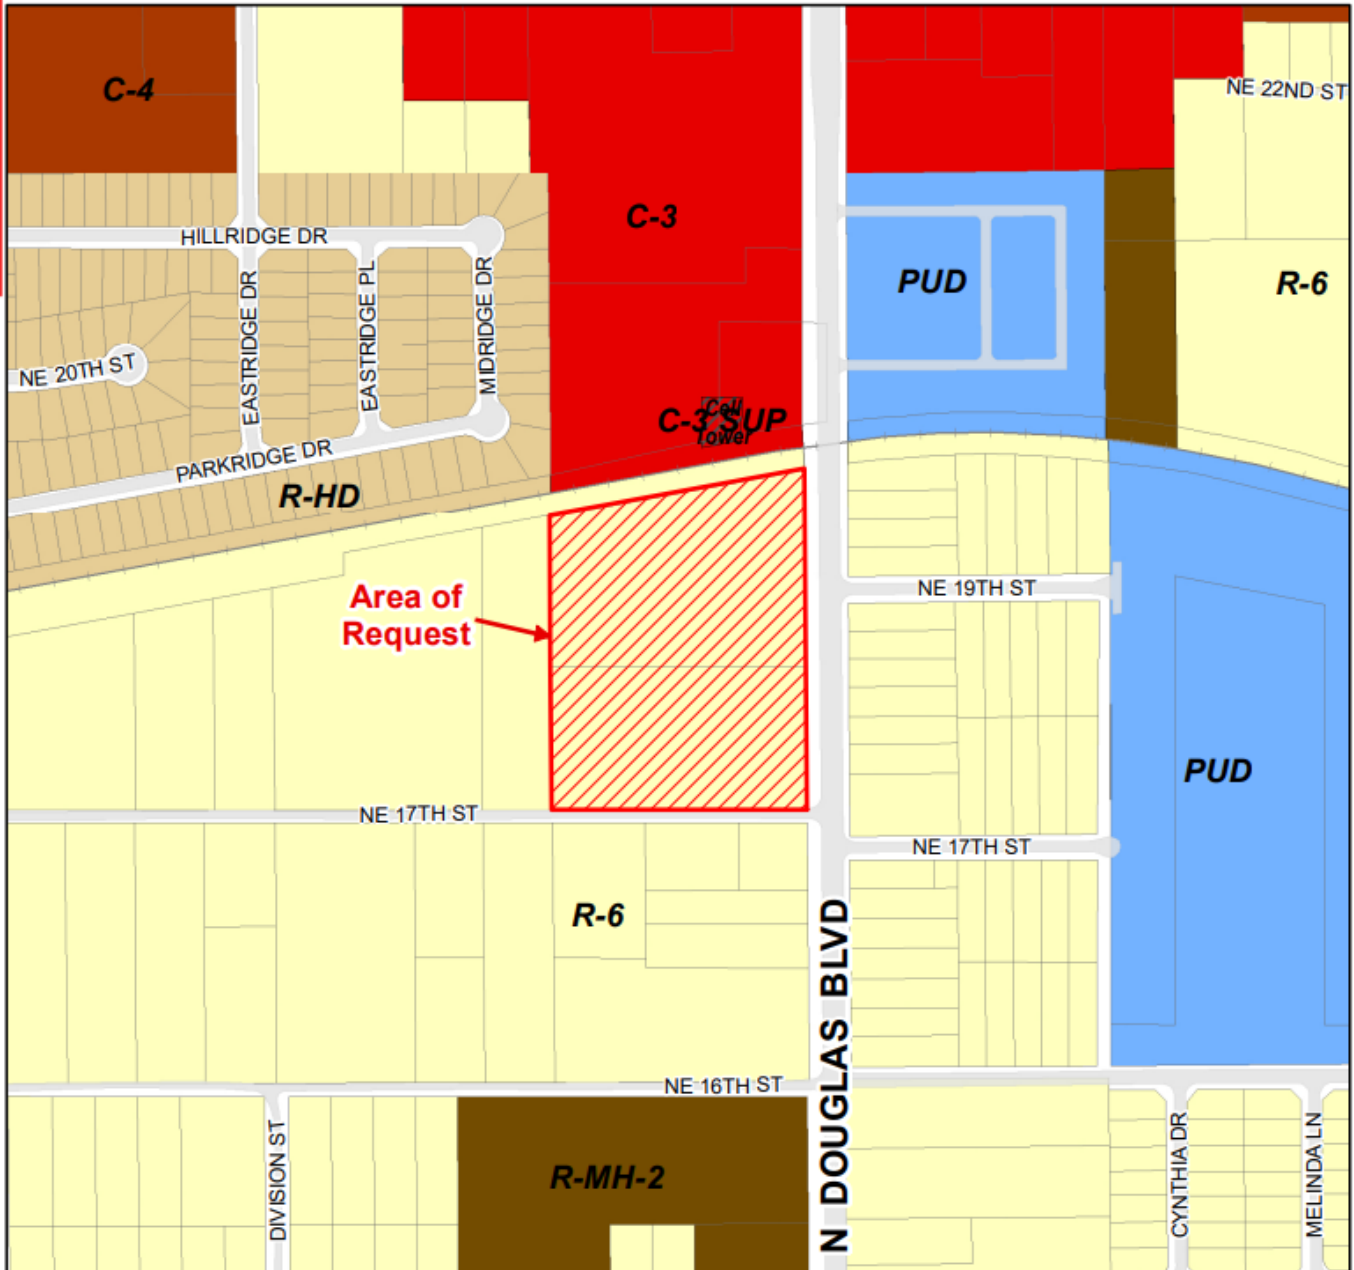 C-4
NE 22ND ST
C-3
HILLRIDGE DR
PUD
R-6
EASTRIDGE DR
EASTRIDGE PL
MIDRIDGE DR
NE 20TH ST
Cell
C-3 SUP
Tower
PARKRIDGE DR
R-HD
NE 19TH ST
Area of
Request
PUD
NE 17TH ST
NE 17TH ST
R-6
N DOUGLAS BLVD
NE 16TH ST
DIVISION ST
R-MH-2
CYNTHIA DR
MELINDA LN